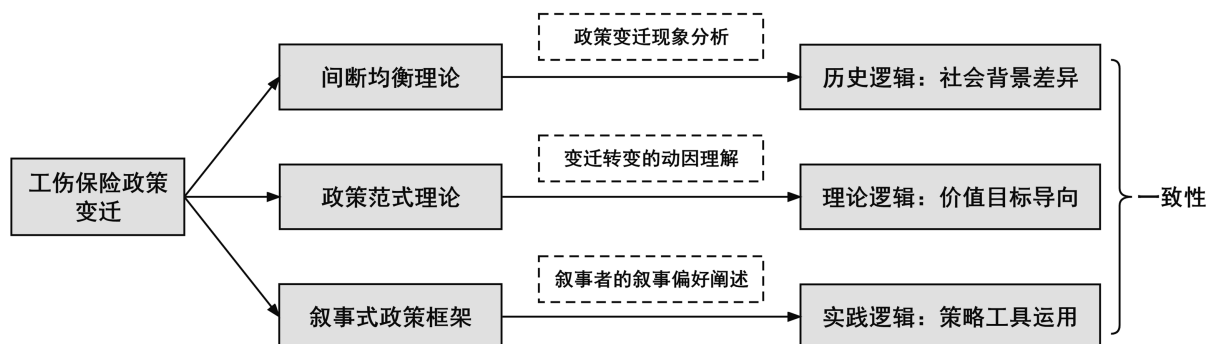 工伤保险政策
变迁
间断均衡理论
政策变迁现象分析
历史逻辑：社会背景差异
政策范式理论
变迁转变的动因理解
理论逻辑：价值目标导向
叙事式政策框架
叙事者的叙事偏好阐述
实践逻辑：策略工具运用
一致性